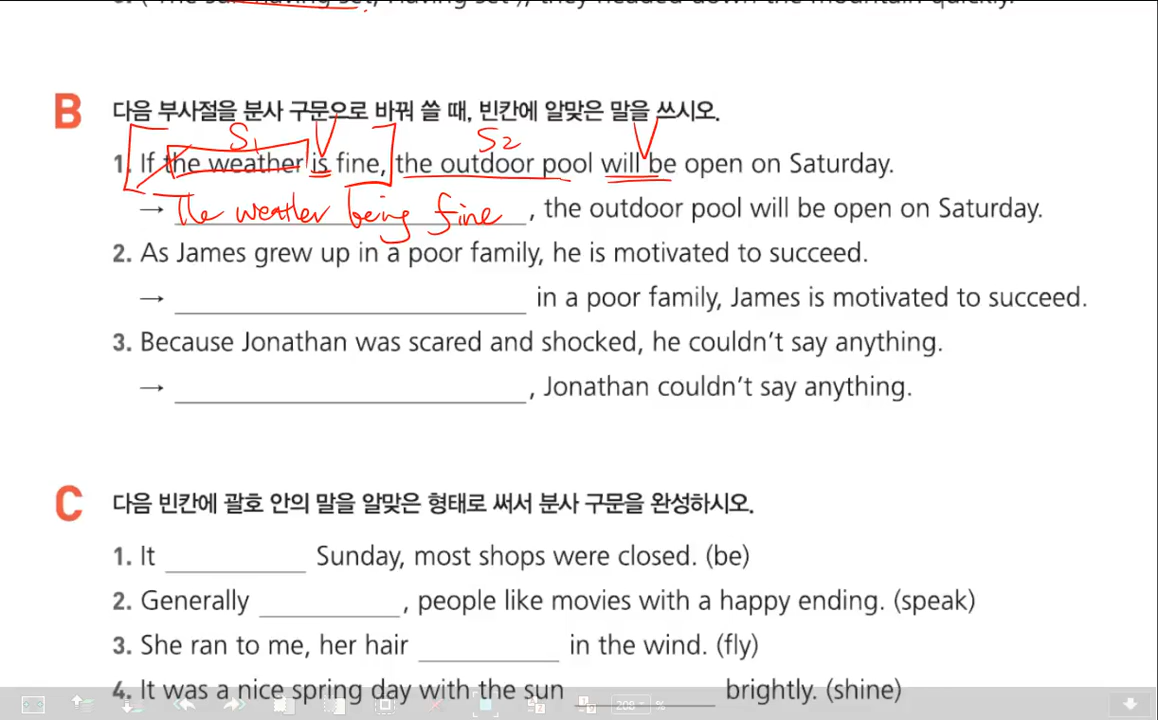 they headed down the mountain quickly.
B 다음 부사절을 분사 구문으로 바꿔 쓸 때, 빈칸에 알맞은 말을 쓰시오.
S1 V S2 V
1. If the weather is fine, the outdoor pool will be open on Saturday.
→ The weather being fine, the outdoor pool will be open on Saturday.
2. As James grew up in a poor family, he is motivated to succeed.
→ in a poor family, James is motivated to succeed.
3. Because Jonathan was scared and shocked, he couldn't say anything.
→ , Jonathan couldn't say anything.
C 다음 빈칸에 괄호 안의 말을 알맞은 형태로 써서 분사 구문을 완성하시오.
1. It Sunday, most shops were closed. (be)
2. Generally , people like movies with a happy ending. (speak)
3. She ran to me, her hair in the wind. (fly)
4. It was a nice spring day with the sun brightly. (shine)
208 %